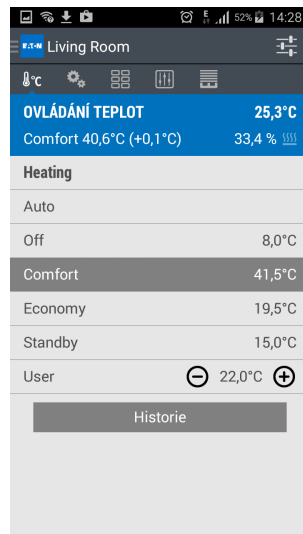 52% 14:28
E·T•N Living Room
°C
OVLÁDÁNÍ TEPLOT 25,3°C
Comfort 40,6°C (+0,1°C) 33,4 %
Heating
Auto
Off 8,0°C
Comfort 41,5°C
Economy 19,5°C
Standby 15,0°C
User 22,0°C
Historie